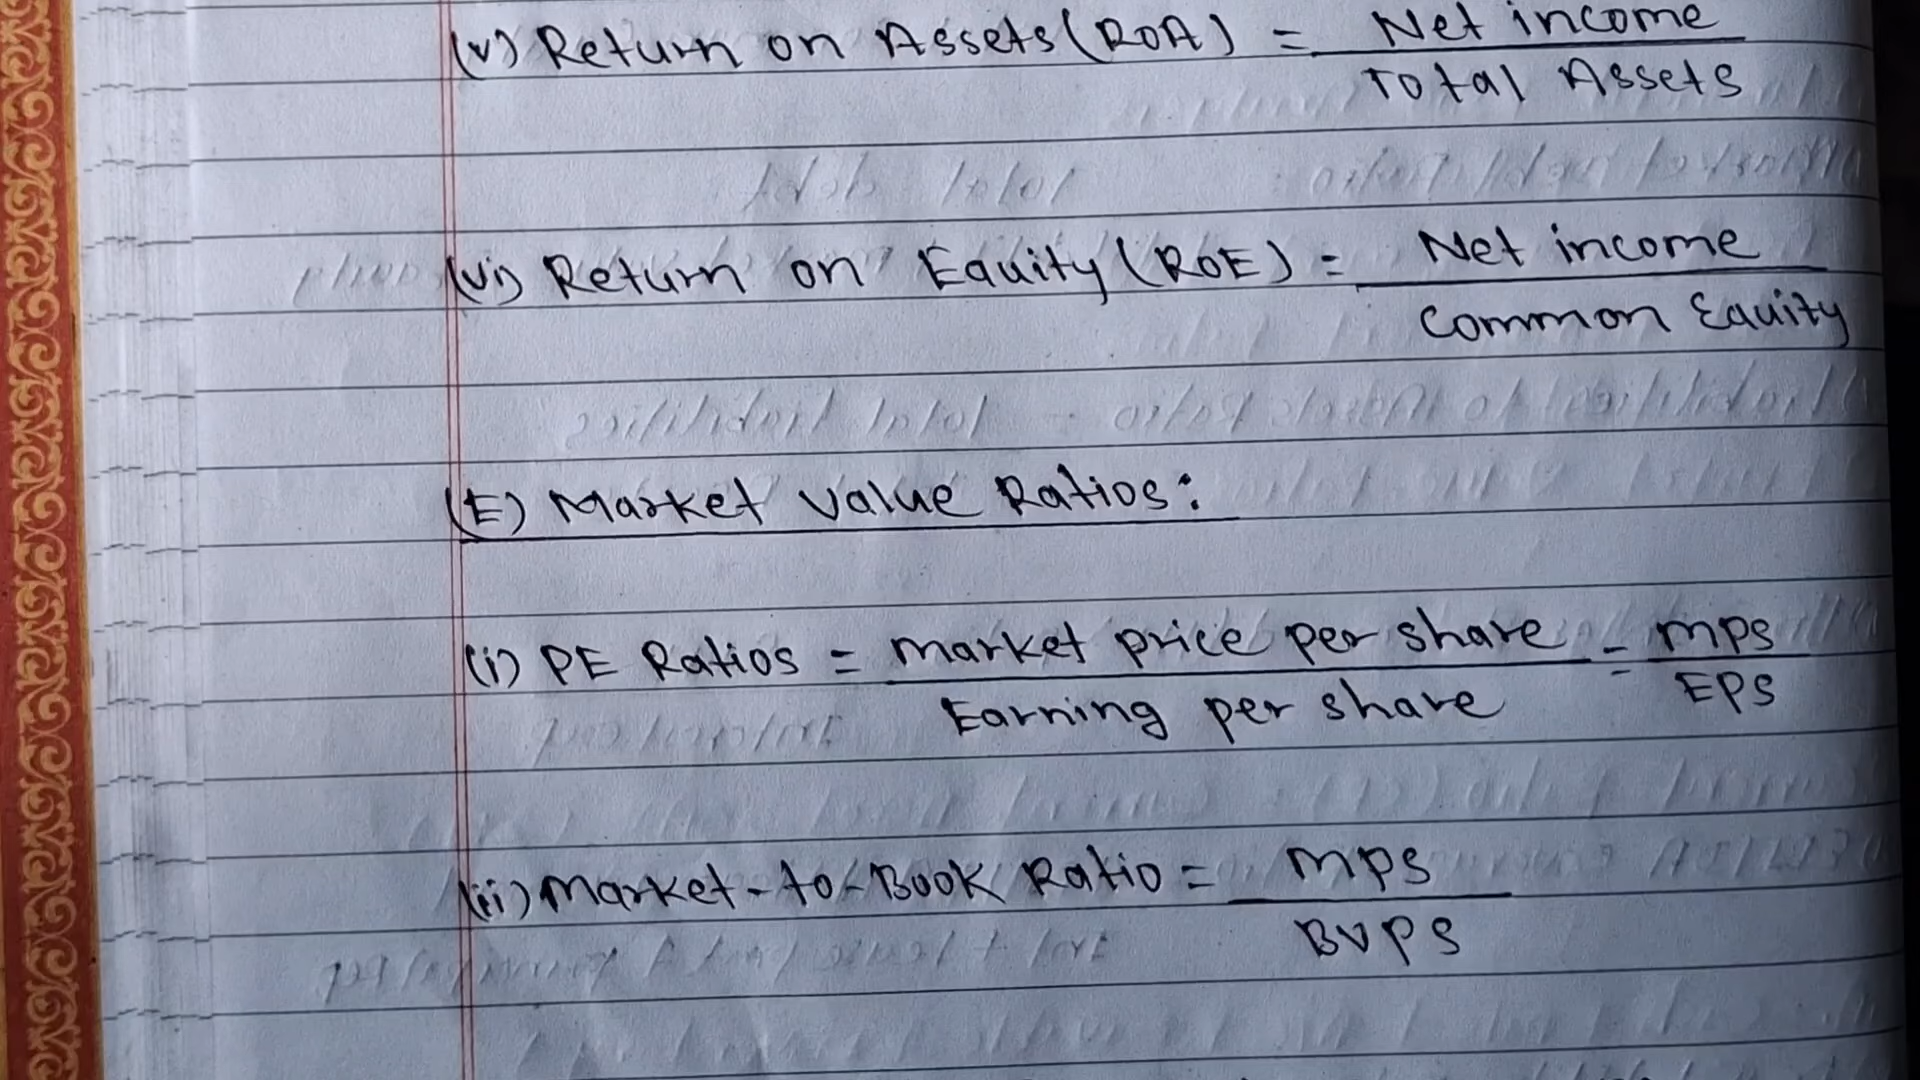 (v) Return on Assets (ROA) = Net income
Total Assets
(vi) Return on Equity (ROE) = Net income
Common Equity
(E) Market Value Ratios:
(i) PE Ratios = market price per share = mps
Earning per share EPS
(ii) Market-to-Book Ratio = mps
BVPS